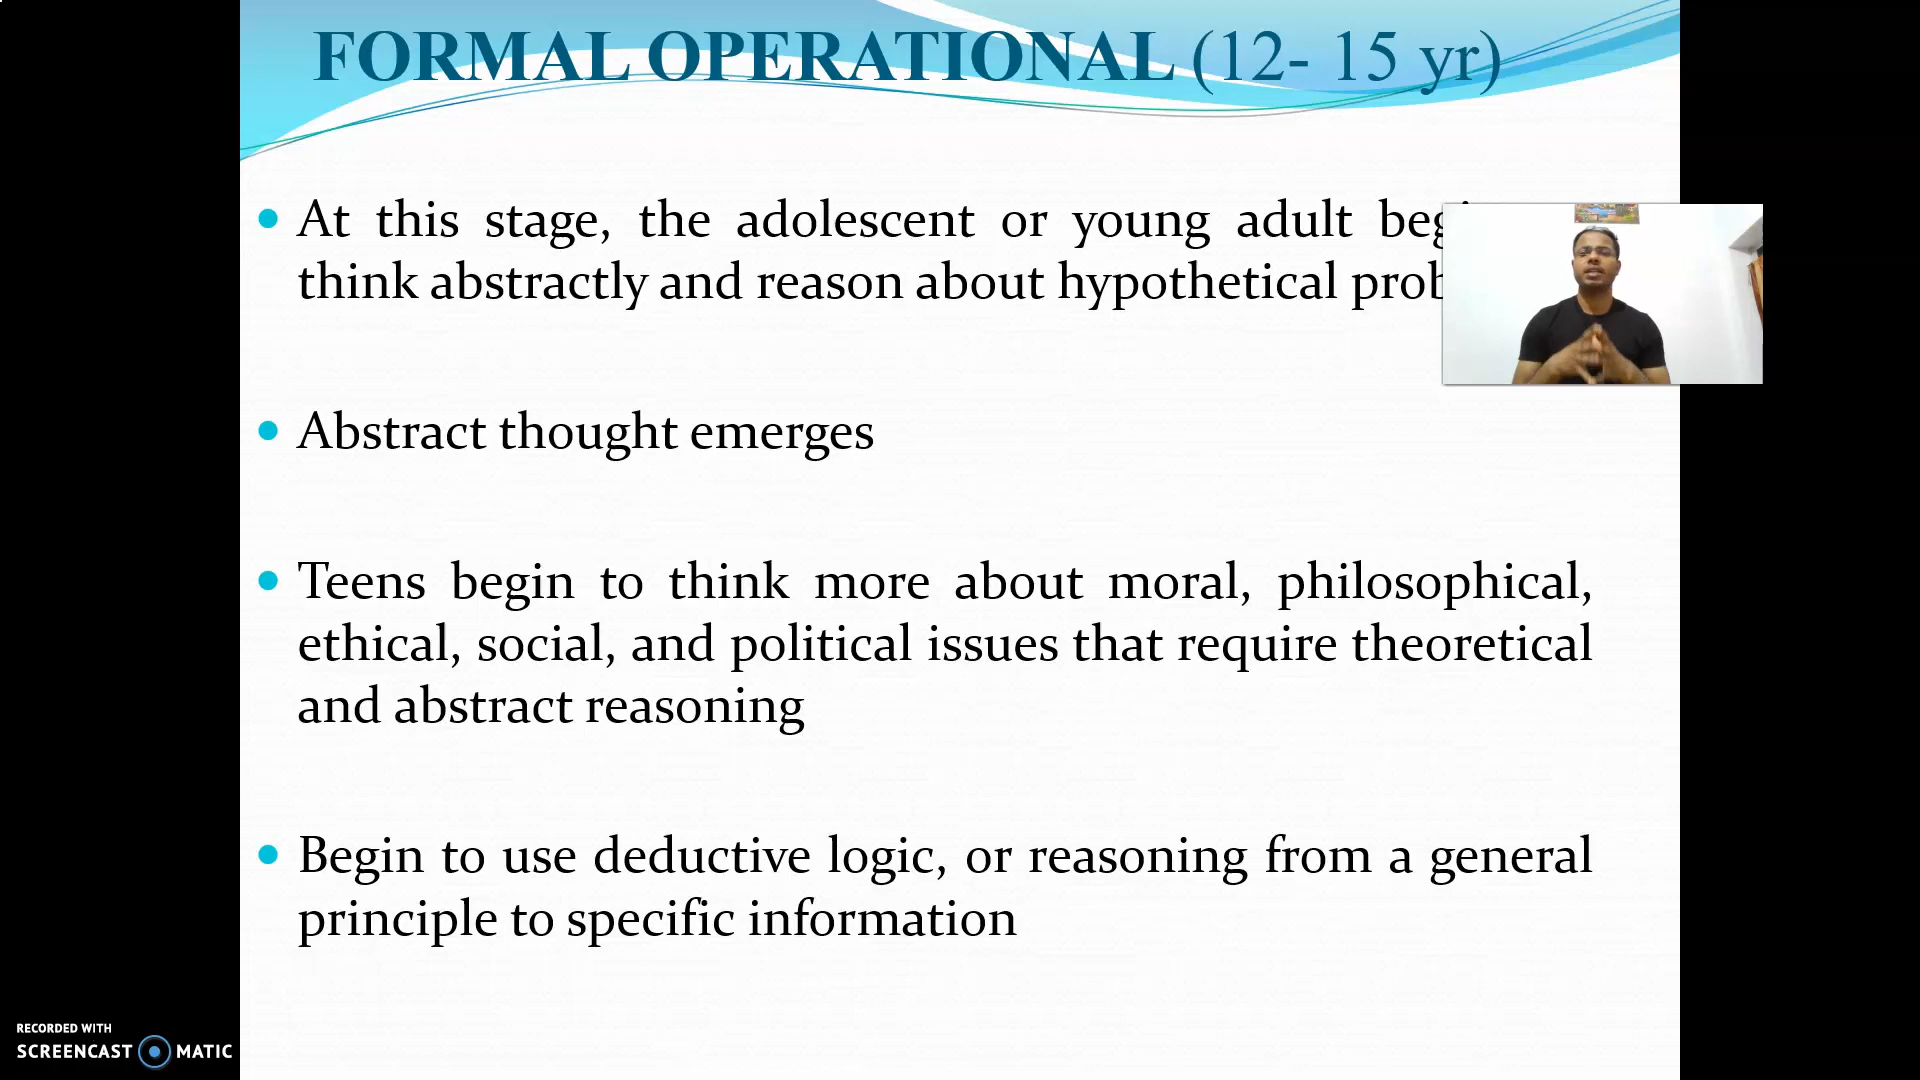 FORMAL OPERATIONAL (12- 15 yr)
At this stage, the adolescent or young adult
think abstractly and reason about hypothetical
Abstract thought emerges
Teens begin to think more about moral, philosophical,
ethical, social, and political issues that require theoretical
and abstract reasoning
Begin to use deductive logic, or reasoning from a general
principle to specific information
RECORDED WITH
SCREENCAST MATIC